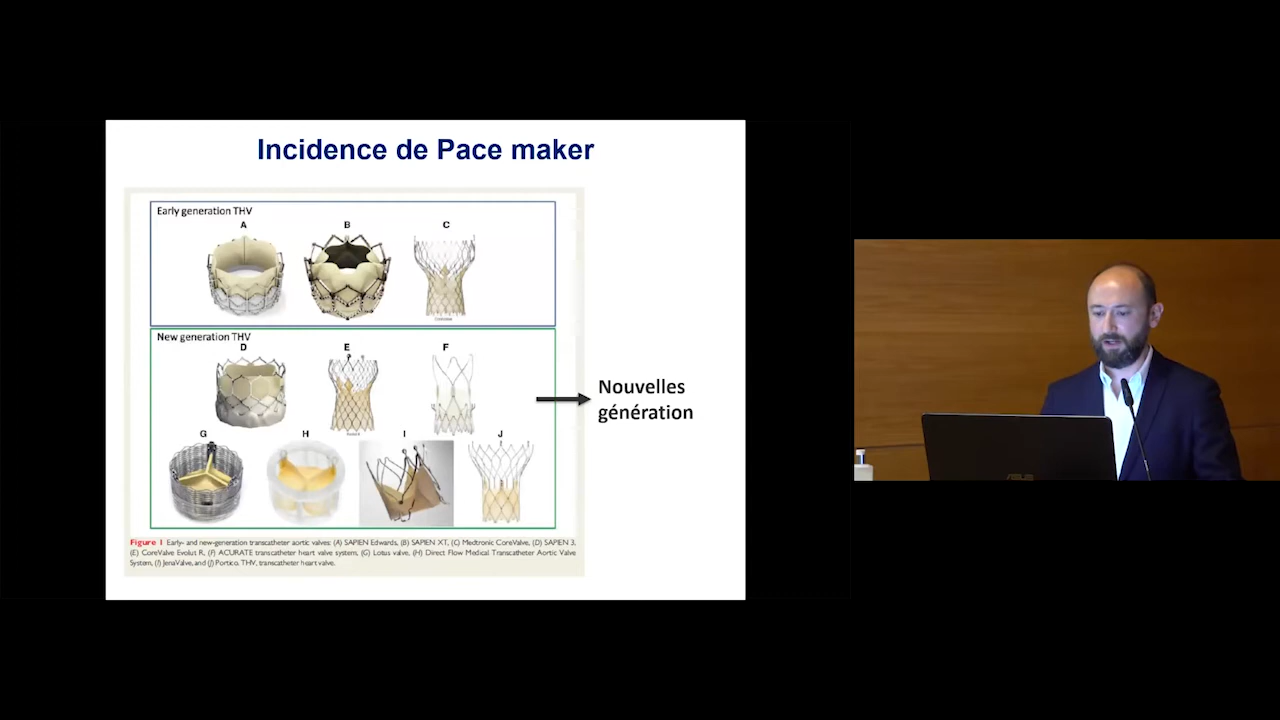 Incidence de Pace maker
Early generation THV
A B C
New generation THV
D E F
Nouvelles
génération
G H I J
Figure 1 Early- and new-generation transcatheter aortic valves: (A) SAPIEN Edwards, (B) SAPIEN XT, (C) Medtronic CoreValve, (D) SAPIEN 3,
(E) CoreValve Evolut R, (F) ACURATE transcatheter heart valve system, (G) Lotus valve, (H) Direct Flow Medical Transcatheter Aortic Valve
System, (I) JenaValve, and (J) Portico. THV, transcatheter heart valve.
ASUS